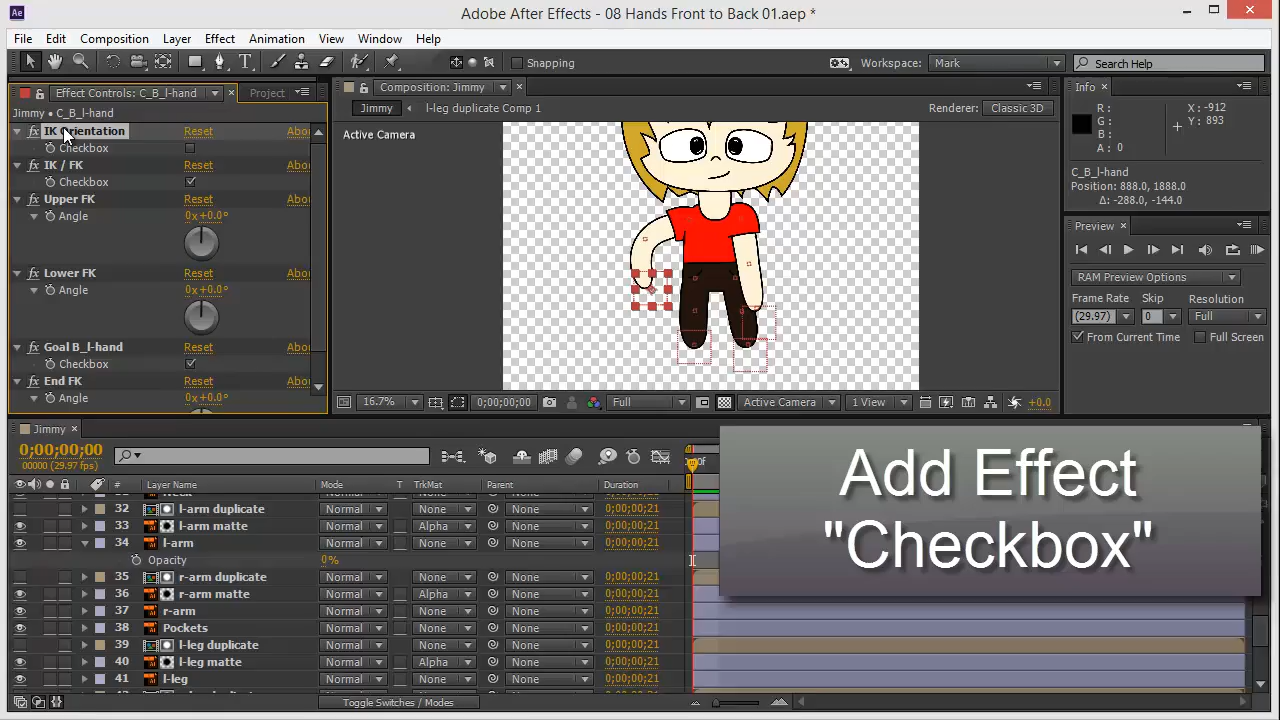 Ae
Adobe After Effects - 08 Hands Front to Back 01.aep *
File Edit Composition Layer Effect Animation View Window Help
Snapping
Workspace: Mark
Search Help
Effect Controls: C_B_l-hand
Project
Jimmy • C_B_l-hand
IK Orientation Reset Abou
Checkbox
IK / FK Reset Abou
Checkbox
Upper FK Reset Abou
Angle 0x+0.0°
Lower FK Reset Abou
Angle 0x+0.0°
Goal B_l-hand Reset Abou
Checkbox
End FK Reset Abou
Angle 0x+0.0°
Composition: Jimmy
Jimmy l-leg duplicate Comp 1
Renderer: Classic 3D
Active Camera
16.7% 0;00;00;00 Full Active Camera 1 View +0.0
Info
R: X: -912
G: Y: 893
B:
A: 0
C_B_l-hand
Position: 888.0, 1888.0
Δ: -288.0, -144.0
Preview
RAM Preview Options
Frame Rate Skip Resolution
(29.97) 0 Full
From Current Time Full Screen
Jimmy
0;00;00;00
00000 (29.97 fps)
# Layer Name Mode T TrkMat Parent Duration
32 l-arm duplicate Normal None None 0;00;00;21
33 l-arm matte Normal Alpha None 0;00;00;21
34 l-arm Normal None None 0;00;00;21
Opacity 0%
35 r-arm duplicate Normal None None 0;00;00;21
36 r-arm matte Normal Alpha None 0;00;00;21
37 r-arm Normal None None 0;00;00;21
38 Pockets Normal None None 0;00;00;21
39 l-leg duplicate Normal None None 0;00;00;21
40 l-leg matte Normal Alpha None 0;00;00;21
41 l-leg Normal None None 0;00;00;21
Toggle Switches / Modes
Add Effect
"Checkbox"